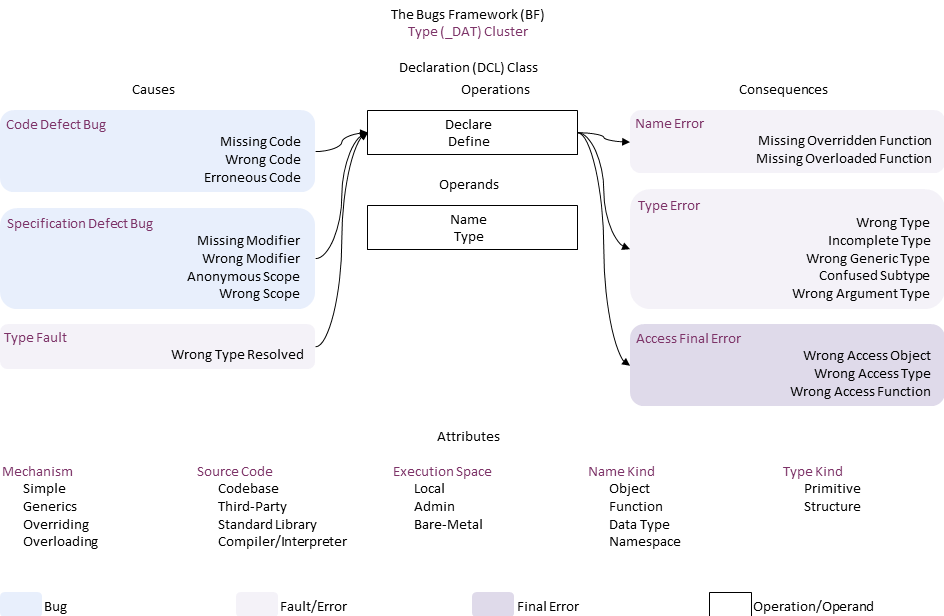 The Bugs Framework (BF)
Type (_DAT) Cluster
Declaration (DCL) Class
Causes
Operations
Consequences
Code Defect Bug
Missing Code
Wrong Code
Erroneous Code
Specification Defect Bug
Missing Modifier
Wrong Modifier
Anonymous Scope
Wrong Scope
Type Fault
Wrong Type Resolved
Declare
Define
Operands
Name
Type
Name Error
Missing Overridden Function
Missing Overloaded Function
Type Error
Wrong Type
Incomplete Type
Wrong Generic Type
Confused Subtype
Wrong Argument Type
Access Final Error
Wrong Access Object
Wrong Access Type
Wrong Access Function
Attributes
Mechanism
Simple
Generics
Overriding
Overloading
Source Code
Codebase
Third-Party
Standard Library
Compiler/Interpreter
Execution Space
Local
Admin
Bare-Metal
Name Kind
Object
Function
Data Type
Namespace
Type Kind
Primitive
Structure
Bug
Fault/Error
Final Error
Operation/Operand